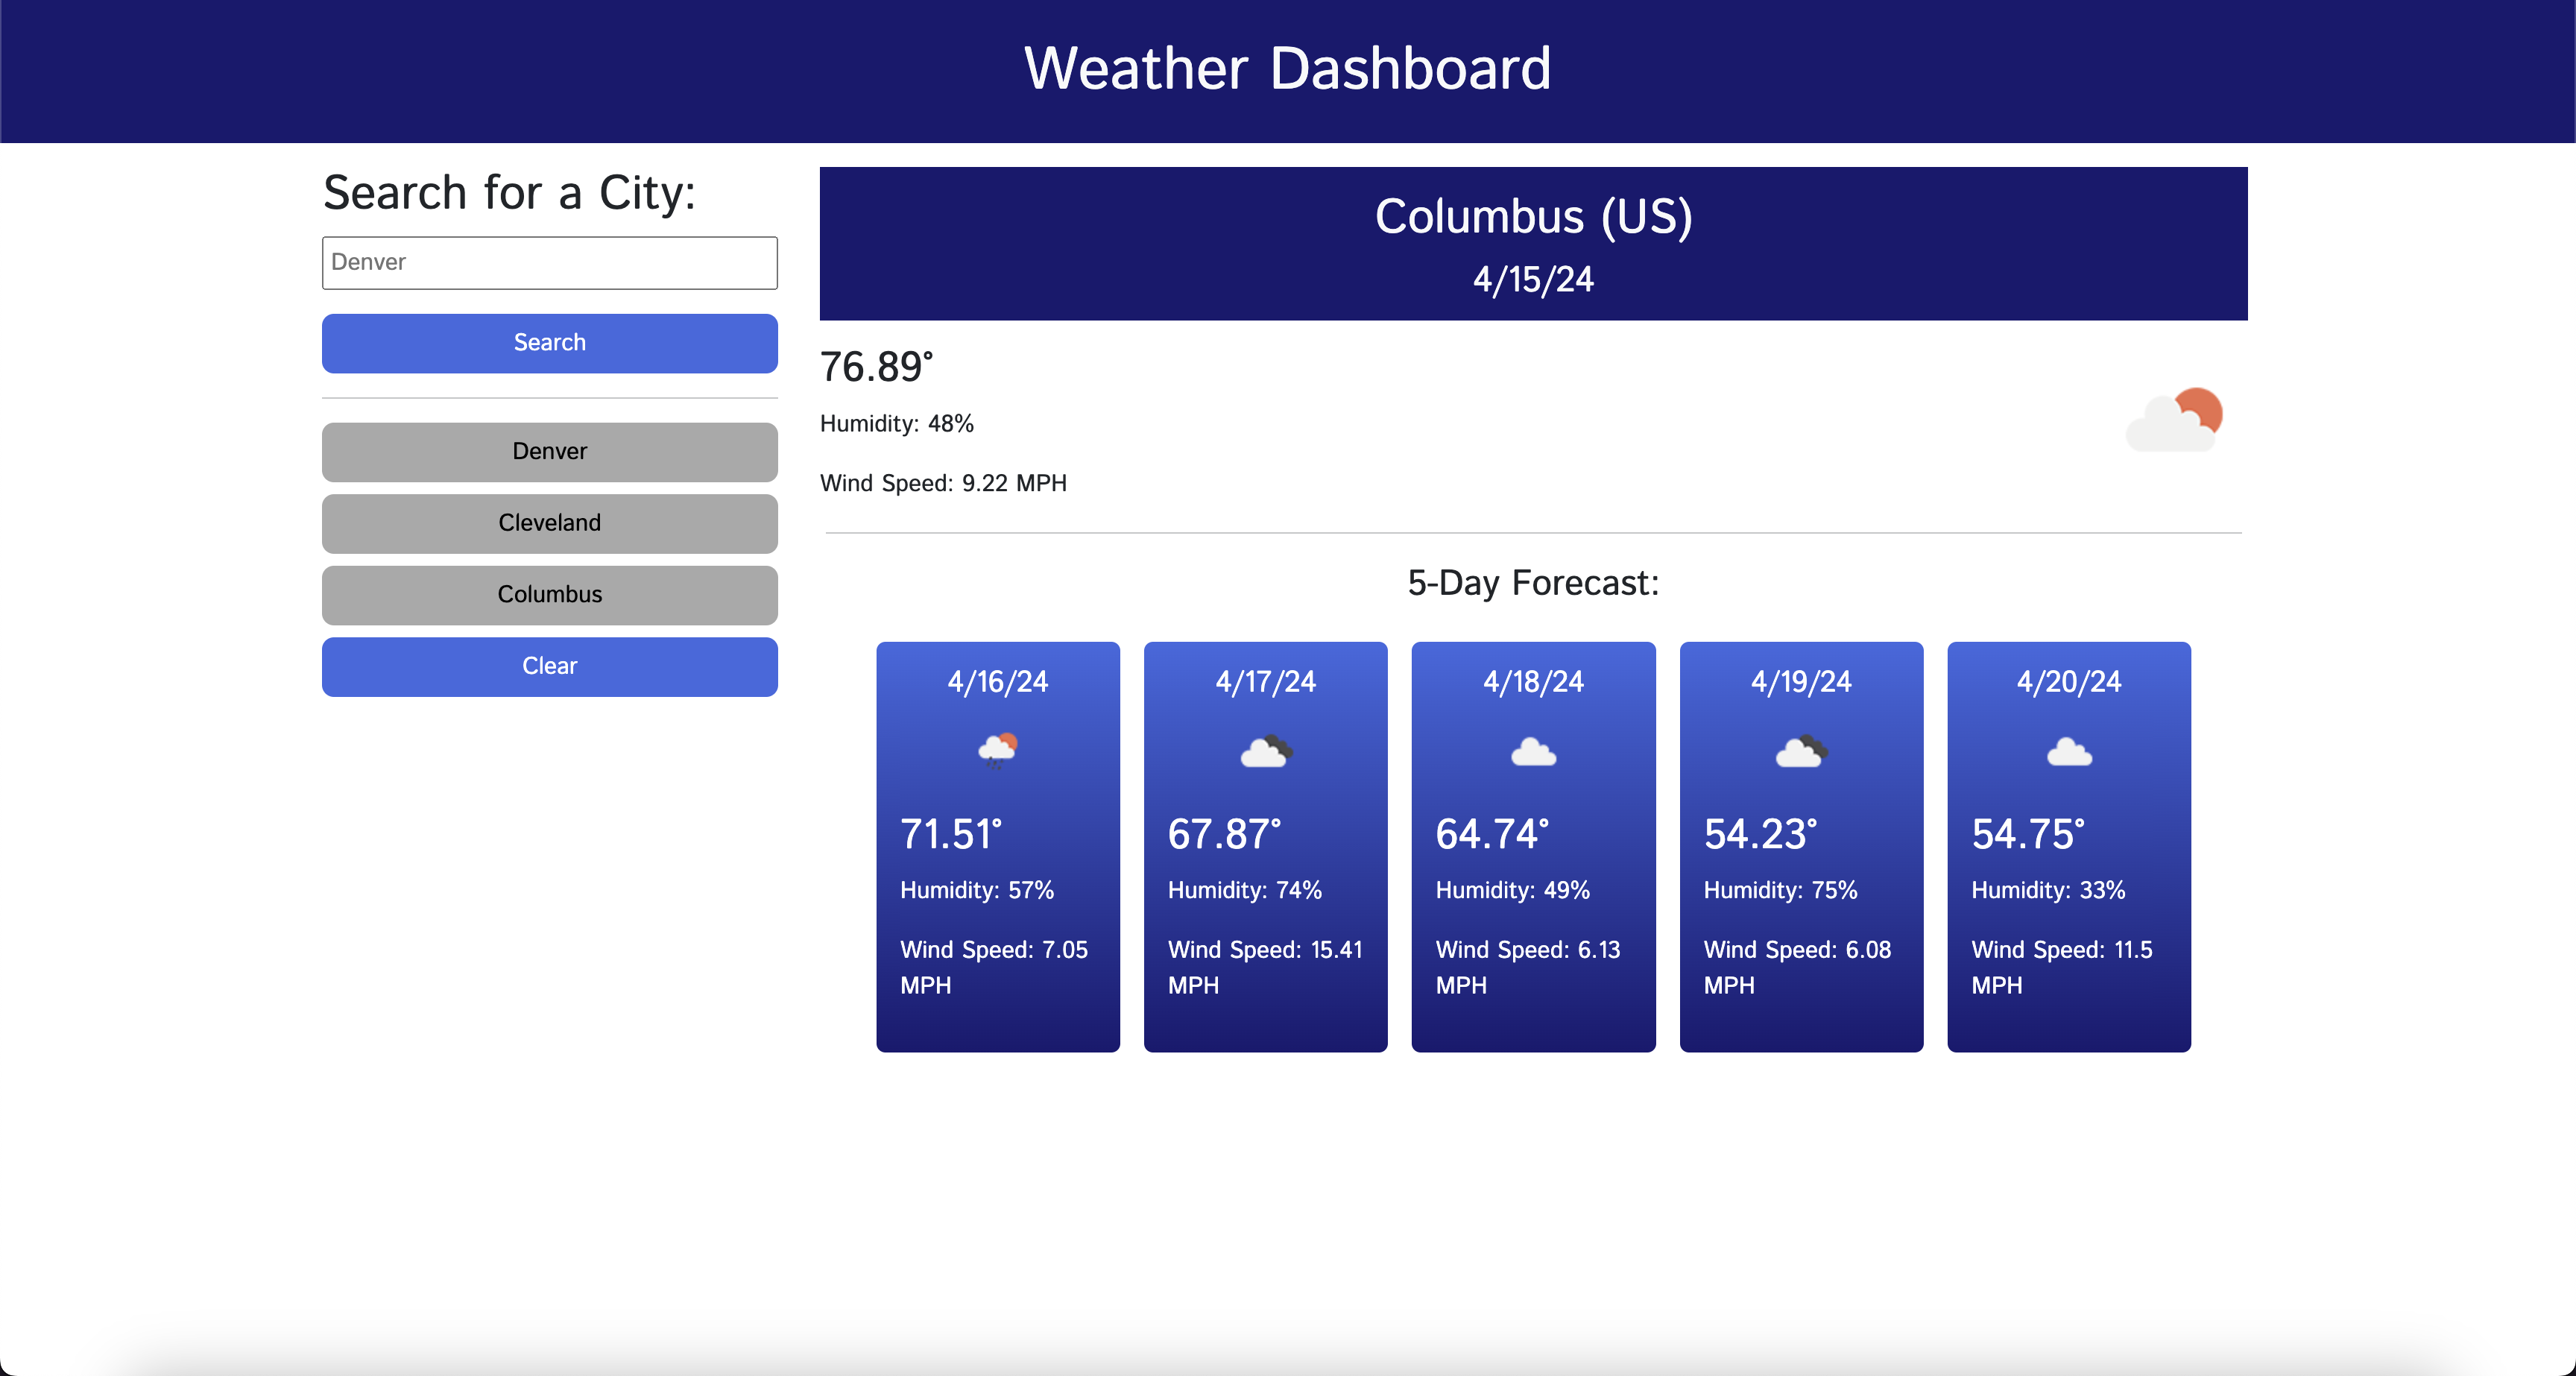 Weather Dashboard
Search for a City:
Denver
Search
Denver
Cleveland
Columbus
Clear
Columbus (US)
4/15/24
76.89°
Humidity: 48%
Wind Speed: 9.22 MPH
5-Day Forecast:
4/16/24
71.51°
Humidity: 57%
Wind Speed: 7.05
MPH
4/17/24
67.87°
Humidity: 74%
Wind Speed: 15.41
MPH
4/18/24
64.74°
Humidity: 49%
Wind Speed: 6.13
MPH
4/19/24
54.23°
Humidity: 75%
Wind Speed: 6.08
MPH
4/20/24
54.75°
Humidity: 33%
Wind Speed: 11.5
MPH